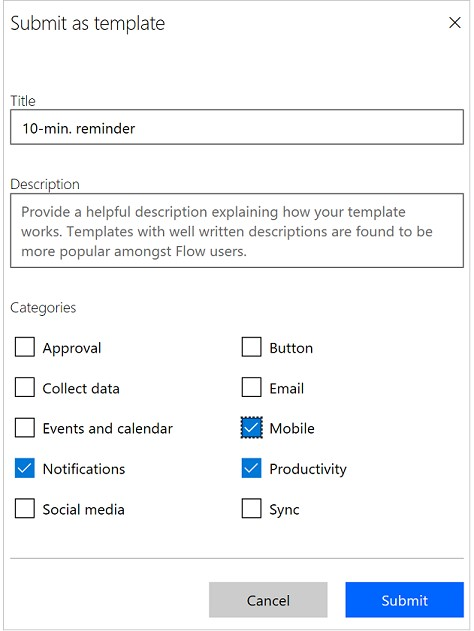 Submit as template
Title
10-min. reminder
Description
Provide a helpful description explaining how your template
works. Templates with well written descriptions are found to be
more popular amongst Flow users.
Categories
Approval
Button
Collect data
Email
Events and calendar
Mobile
Notifications
Productivity
Social media
Sync
Cancel
Submit